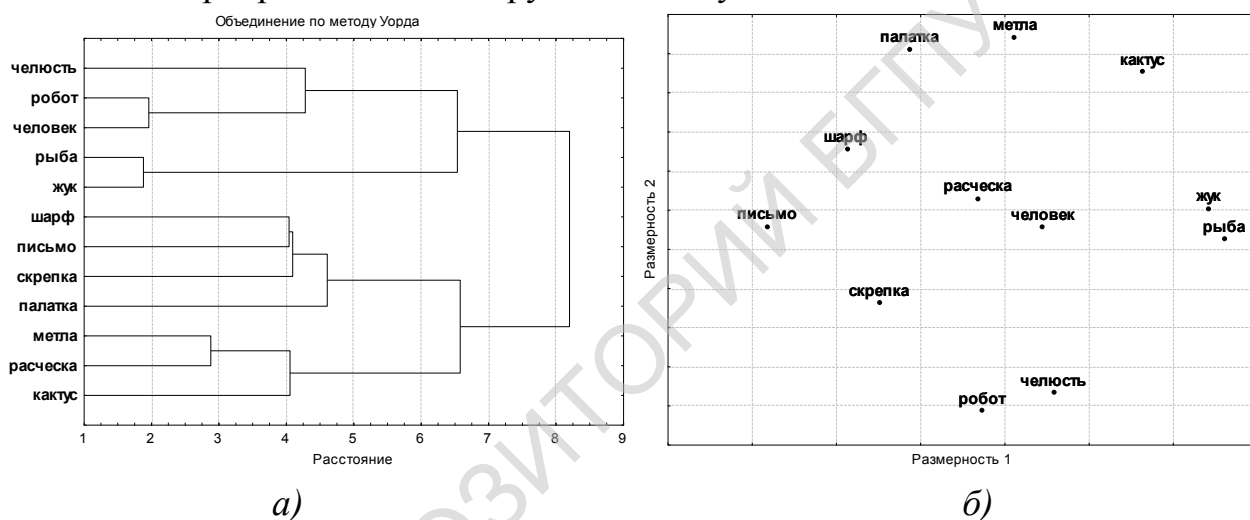 Объединение по методу Уорда
челюсть
робот
человек
рыба
жук
шарф
письмо
скрепка
палатка
метла
расческа
кактус
1 2 3 4 5 6 7 8 9
Расстояние
а)
метла
палатка
кактус
шарф
расческа
жук
письмо
человек
рыба
скрепка
челюсть
робот
Размерность 2
Размерность 1
б)
ОЗИТОРИЙ БГПУ